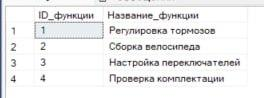 ID_функции Название_функции
1 1 Регулировка тормозов
2 2 Сборка велосипеда
3 3 Настройка переключателей
4 4 Проверка комплектации